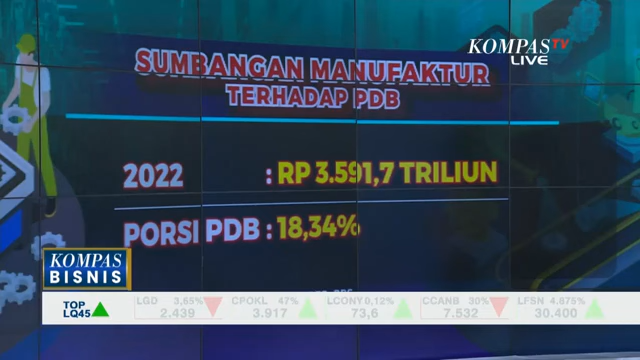 KOMPAS TV
LIVE
SUMBANGAN MANUFAKTUR
TERHADAP PDB
2022 : RP 3.591,7 TRILIUN
PORSI PDB : 18,34%
KOMPAS
BISNIS
TOP
LQ45
LGD 3,65%
2.439
CPOKL 47%
3.917
LCONY 0,12%
73,6
CCANB 30%
7.532
LFSN 4.875%
30.400